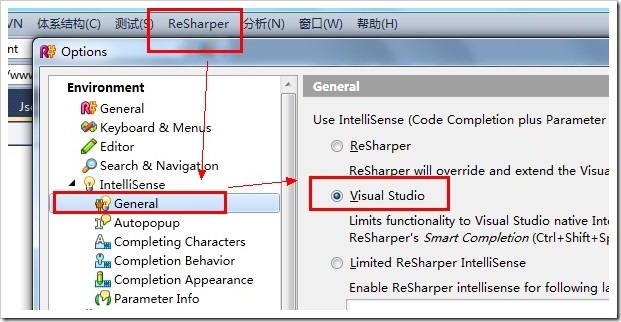 VN 体系结构(C) 测试(S) ReSharper 分析(N) 窗口(W) 帮助(H)
nt
Options
/www
Jsc
Environment
General
Keyboard & Menus
Editor
Search & Navigation
IntelliSense
General
Autopopup
Completing Characters
Completion Behavior
Completion Appearance
Parameter Info
General
Use IntelliSense (Code Completion plus Parameter
ReSharper
ReSharper will override and extend the Visua
Visual Studio
Limits functionality to Visual Studio native Inte
ReSharper's Smart Completion (Ctrl+Shift+Sp
Limited ReSharper IntelliSense
Enable ReSharper intellisense for following la